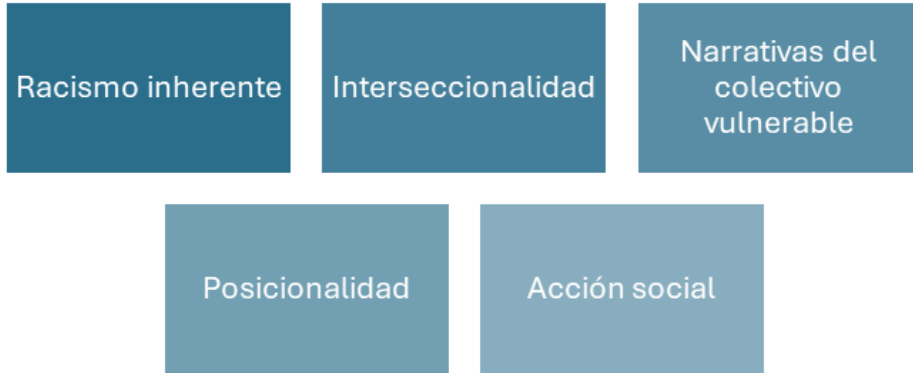 Racismo inherente
Interseccionalidad
Narrativas del
colectivo
vulnerable
Posicionalidad
Acción social